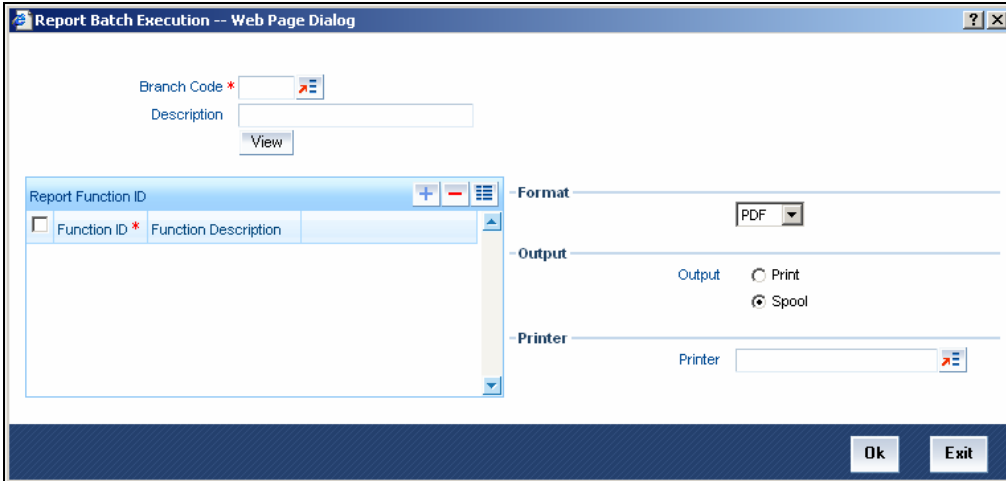 Report Batch Execution -- Web Page Dialog
Branch Code *
Description
View
Report Function ID
Function ID * Function Description
Format
PDF
Output
Output Print
Spool
Printer
Printer
Ok Exit